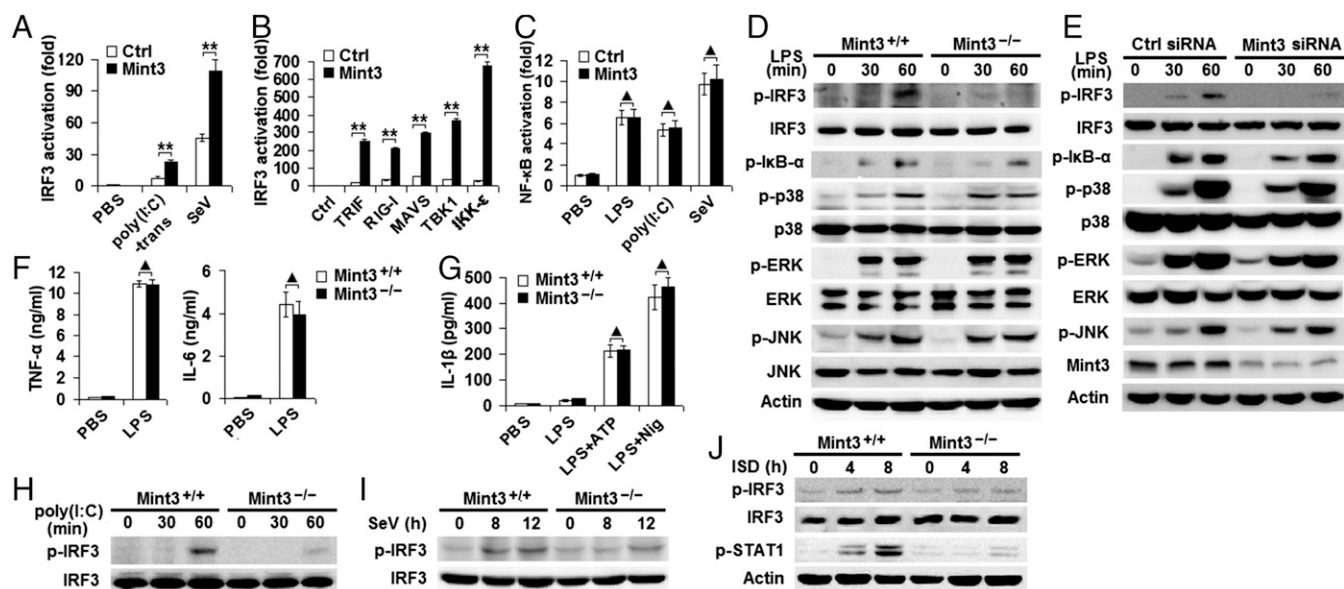 A
IRF3 activation (fold)
120
90
60
30
0
Ctrl
Mint3
**
**
PBS
poly(I:C)
-trans
SeV
B
IRF3 activation (fold)
700
600
500
400
300
200
100
0
Ctrl
Mint3
**
**
**
**
**
Ctrl
TRIF
RIG-I
MAVS
TBK1
IKK-ε
C
NF-κB activation (fold)
12
10
8
6
4
2
0
Ctrl
Mint3
▲
▲
▲
PBS
LPS
poly(I:C)
SeV
D
Mint3 +/+ Mint3 −/−
LPS
(min)
0 30 60 0 30 60
p-IRF3
IRF3
p-IκB-α
p-p38
p38
p-ERK
ERK
p-JNK
JNK
Actin
E
Ctrl siRNA Mint3 siRNA
LPS
(min)
0 30 60 0 30 60
p-IRF3
IRF3
p-IκB-α
p-p38
p38
p-ERK
ERK
p-JNK
Mint3
Actin
F
TNF-α (ng/ml)
12
10
8
6
4
2
0
▲
PBS
LPS
IL-6 (ng/ml)
6
4
2
0
▲
Mint3 +/+
Mint3 −/−
PBS
LPS
G
IL-1β (pg/ml)
500
400
300
200
100
0
Mint3 +/+
Mint3 −/−
▲
▲
PBS
LPS
LPS+ATP
LPS+Nig
H
Mint3 +/+ Mint3 −/−
poly(I:C)
(min)
0 30 60 0 30 60
p-IRF3
IRF3
I
Mint3 +/+ Mint3 −/−
SeV (h) 0 8 12 0 8 12
p-IRF3
IRF3
J
Mint3 +/+ Mint3 −/−
ISD (h) 0 4 8 0 4 8
p-IRF3
IRF3
p-STAT1
Actin